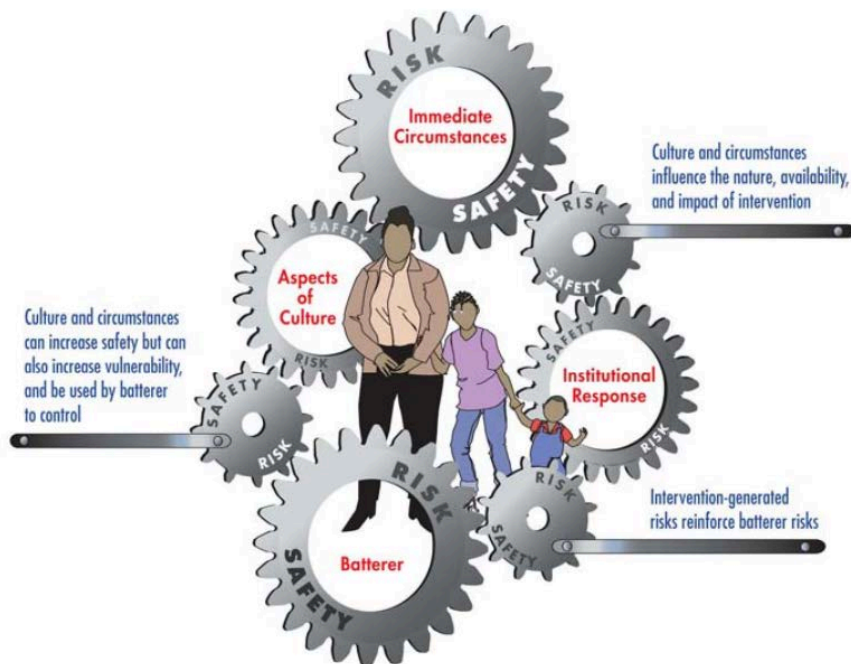 RISK
Immediate
Circumstances
SAFETY
Culture and circumstances
influence the nature, availability,
and impact of intervention
RISK
SAFETY
SAFETY
Aspects
of
Culture
RISK
Culture and circumstances
can increase safety but can
also increase vulnerability,
and be used by batterer
to control
SAFETY
RISK
SAFETY
Institutional
Response
RISK
RISK
Batterer
SAFETY
RISK
SAFETY
Intervention-generated
risks reinforce batterer risks